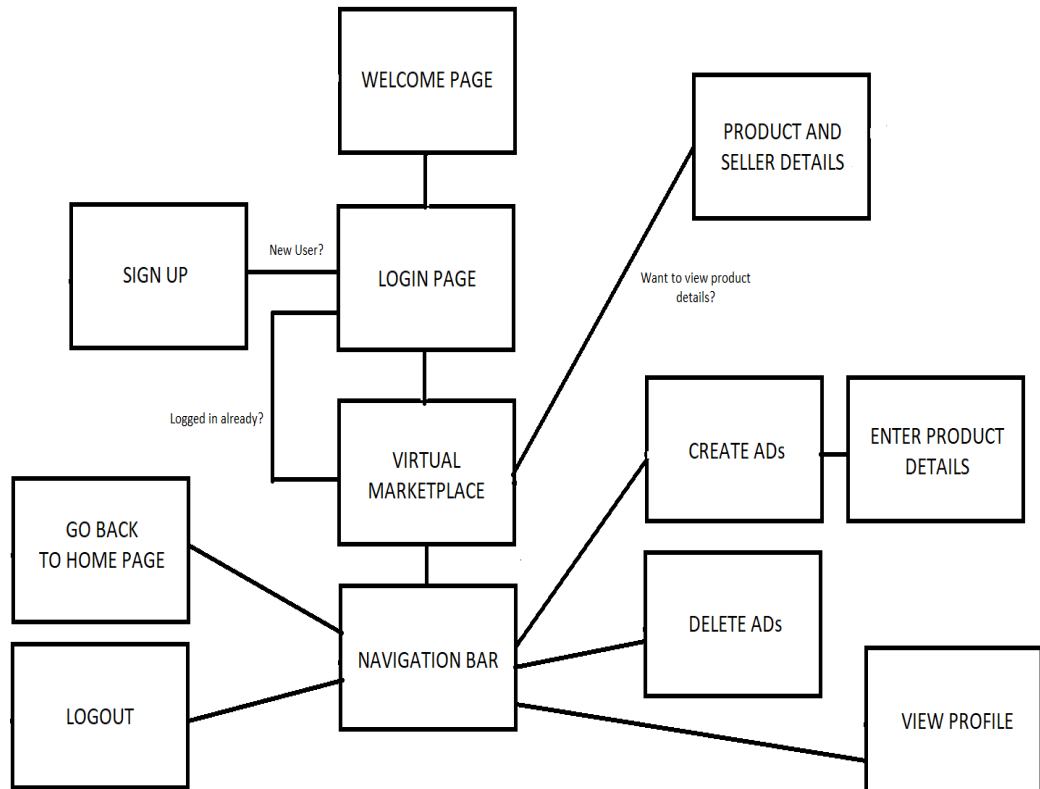 WELCOME PAGE
PRODUCT AND
SELLER DETAILS
New User?
SIGN UP
LOGIN PAGE
Want to view product
details?
Logged in already?
VIRTUAL
MARKETPLACE
CREATE ADs
ENTER PRODUCT
DETAILS
GO BACK
TO HOME PAGE
DELETE ADs
NAVIGATION BAR
LOGOUT
VIEW PROFILE